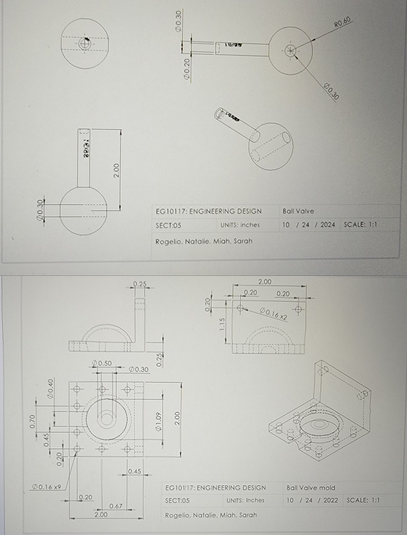 Ø0.30
Ø0.20
R0.60
Ø0.30
2.00
Ø0.30
EG10117: ENGINEERING DESIGN Ball Valve
SECT:05 UNITS: Inches 10 / 24 / 2024 SCALE: 1:1
Rogelio, Natalie, Miah, Sarah
0.25
2.00
0.20
0.20 0.20
Ø0.16 x2
1.15
0.25
Ø0.50
Ø0.30
Ø0.40
0.70
0.45
0.20
Ø1.09
2.00
0.45
Ø0.16 x9
0.20
0.67
2.00
EG10117: ENGINEERING DESIGN Ball Valve mold
SECT:05 UNITS: Inches 10 / 24 / 2022 SCALE: 1:1
Rogelio, Natalie, Miah, Sarah